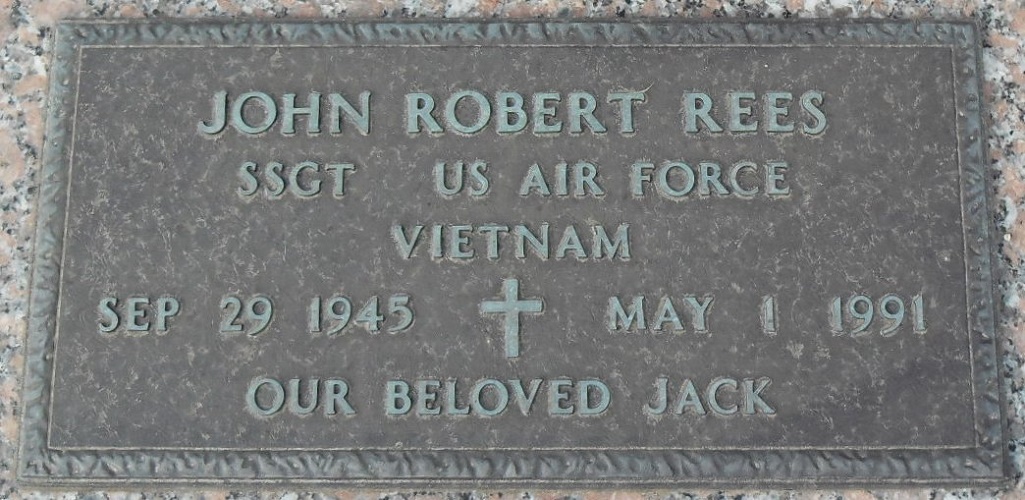 JOHN ROBERT REES
SSGT US AIR FORCE
VIETNAM
SEP 29 1945 MAY 1 1991
OUR BELOVED JACK